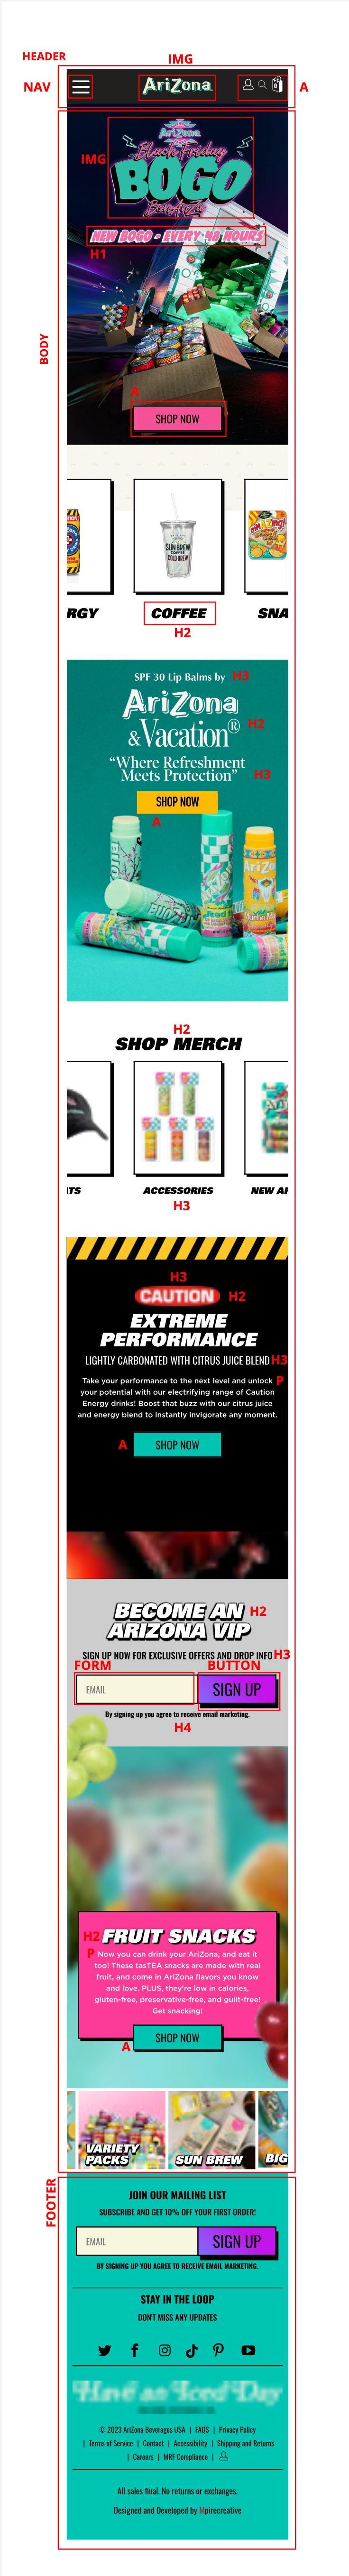 HEADER
IMG
NAV
AriZona
0
A
IMG
AriZona
Black Friday
BOGO
BODY
NEW BOGO - EVERY 48 HOURS
H1
A
SHOP NOW
SUN BREW
COFFEE
COLD BREW
RGY
COFFEE
SNA
H2
SPF 30 Lip Balms by
H3
AriZona
& Vacation®
H2
“Where Refreshment
Meets Protection”
H3
SHOP NOW
A
H2
SHOP MERCH
TS
ACCESSORIES
NEW AR
H3
H3
CAUTION
H2
EXTREME
PERFORMANCE
LIGHTLY CARBONATED WITH CITRUS JUICE BLEND
H3
Take your performance to the next level and unlock
P
your potential with our electrifying range of Caution
Energy drinks! Boost that buzz with our citrus juice
and energy blend to instantly invigorate any moment.
A
SHOP NOW
BECOME AN
H2
ARIZONA VIP
SIGN UP NOW FOR EXCLUSIVE OFFERS AND DROP INFO
H3
FORM
BUTTON
EMAIL
SIGN UP
By signing up you agree to receive email marketing.
H4
H2
FRUIT SNACKS
P
Now you can drink your AriZona, and eat it
too! These tasTEA snacks are made with real
fruit, and come in AriZona flavors you know
and love. PLUS, they're low in calories,
gluten-free, preservative-free, and guilt-free!
Get snacking!
SHOP NOW
A
VARIETY
PACKS
SUN BREW
BIG
FOOTER
JOIN OUR MAILING LIST
SUBSCRIBE AND GET 10% OFF YOUR FIRST ORDER!
EMAIL
SIGN UP
BY SIGNING UP YOU AGREE TO RECEIVE EMAIL MARKETING.
STAY IN THE LOOP
DON'T MISS ANY UPDATES
Have an Iced Day
© 2023 AriZona Beverages USA | FAQS | Privacy Policy
| Terms of Service | Contact | Accessibility | Shipping and Returns
| Careers | MRF Compliance |
All sales final. No returns or exchanges.
Designed and Developed by Mpirecreative